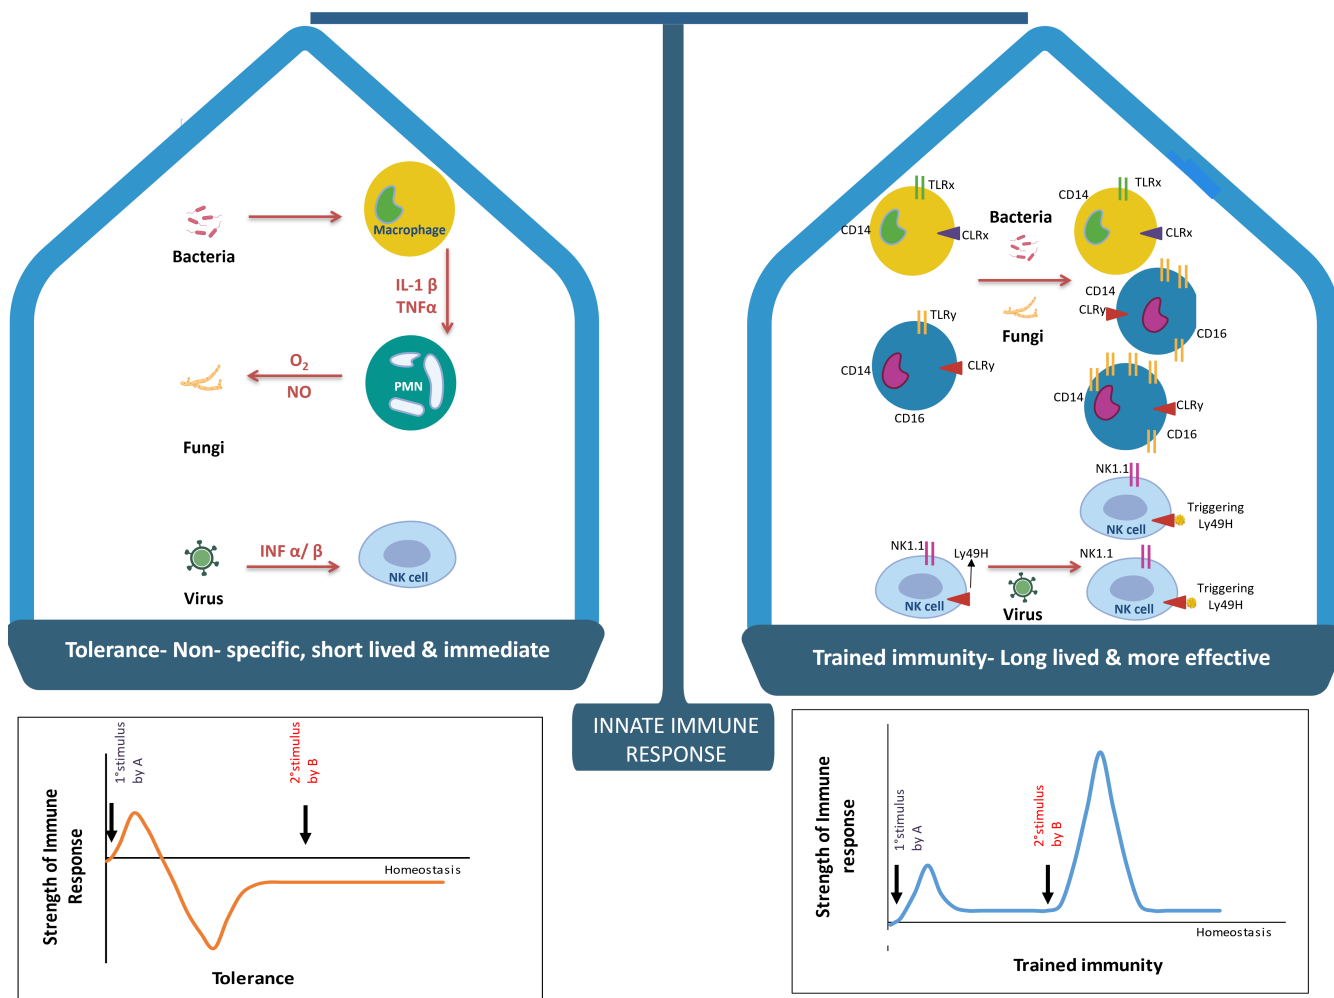 Bacteria
Macrophage
IL-1 β
TNFα
O2
NO
PMN
Fungi
INF α/ β
Virus
NK cell
Tolerance- Non- specific, short lived & immediate
TLRx
CD14
CLRx
Bacteria
CD14
TLRx
CLRx
TLRy
CD14
CLRy
CD16
Fungi
CD14
CLRy
CD16
CD14
CLRy
CD16
NK1.1
Triggering
Ly49H
NK cell
NK1.1
Ly49H
NK cell
Virus
NK1.1
Triggering
Ly49H
NK cell
Trained immunity- Long lived & more effective
INNATE IMMUNE
RESPONSE
Strength of Immune
Response
1°stimulus
by A
2°stimulus
by B
Homeostasis
Tolerance
Strength of Immune
response
1°stimulus
by A
2°stimulus
by B
Homeostasis
Trained immunity